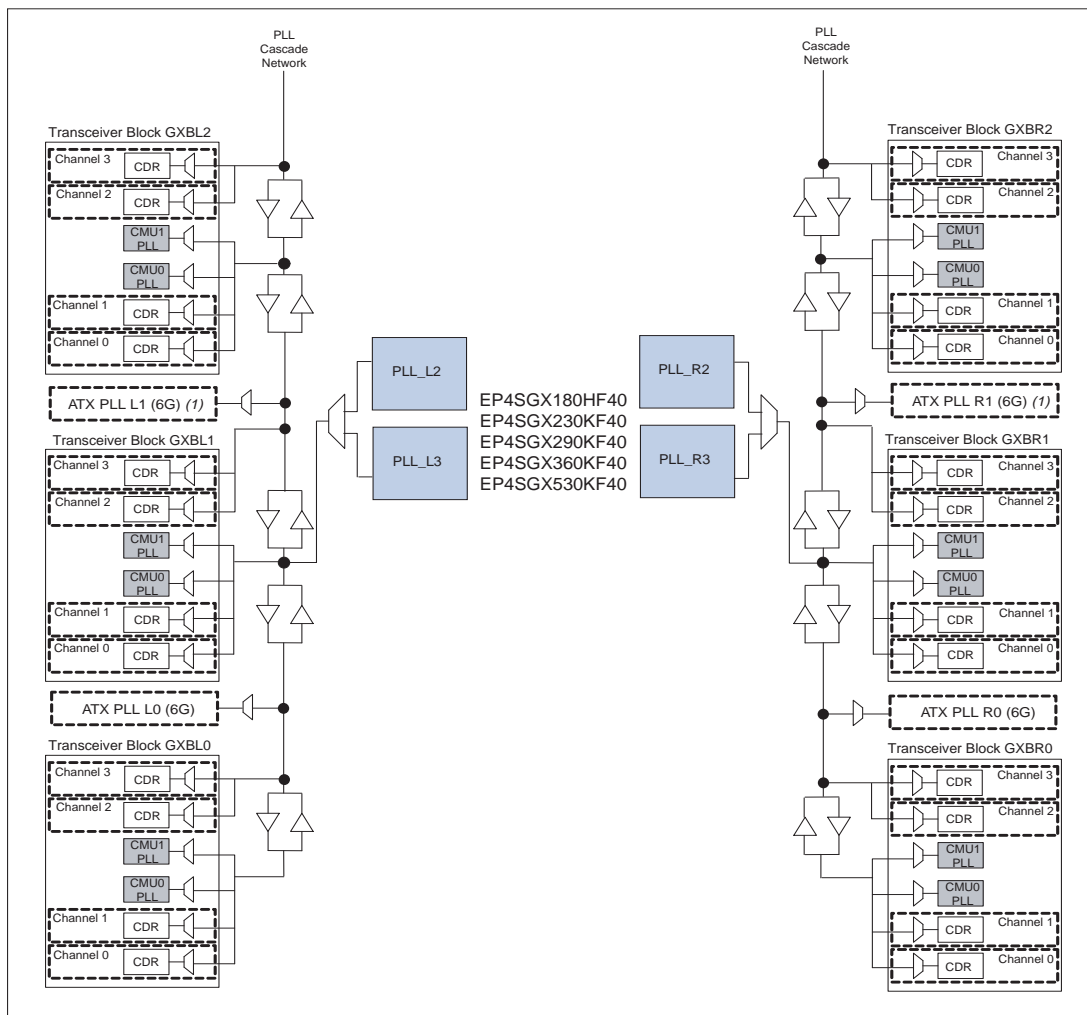 PLL
Cascade
Network
Transceiver Block GXBL2
Channel 3
CDR
Channel 2
CDR
CMU1
PLL
CMU0
PLL
Channel 1
CDR
Channel 0
CDR
ATX PLL L1 (6G) (1)
Transceiver Block GXBL1
Channel 3
CDR
Channel 2
CDR
CMU1
PLL
CMU0
PLL
Channel 1
CDR
Channel 0
CDR
ATX PLL L0 (6G)
Transceiver Block GXBL0
Channel 3
CDR
Channel 2
CDR
CMU1
PLL
CMU0
PLL
Channel 1
CDR
Channel 0
CDR
PLL_L2
PLL_L3
EP4SGX180HF40
EP4SGX230KF40
EP4SGX290KF40
EP4SGX360KF40
EP4SGX530KF40
PLL_R2
PLL_R3
PLL
Cascade
Network
Transceiver Block GXBR2
CDR
Channel 3
CDR
Channel 2
CMU1
PLL
CMU0
PLL
CDR
Channel 1
CDR
Channel 0
ATX PLL R1 (6G) (1)
Transceiver Block GXBR1
CDR
Channel 3
CDR
Channel 2
CMU1
PLL
CMU0
PLL
CDR
Channel 1
CDR
Channel 0
ATX PLL R0 (6G)
Transceiver Block GXBR0
CDR
Channel 3
CDR
Channel 2
CMU1
PLL
CMU0
PLL
CDR
Channel 1
CDR
Channel 0